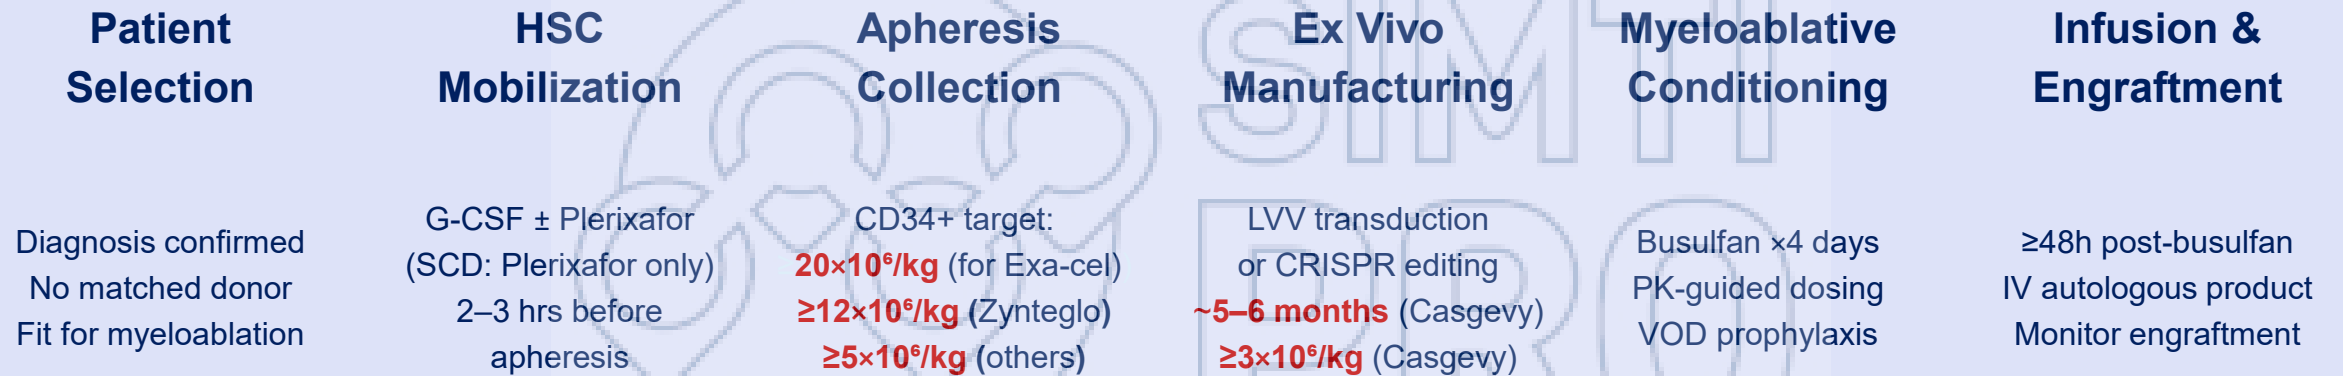 Patient
Selection
Diagnosis confirmed
No matched donor
Fit for myeloablation
HSC
Mobilization
G-CSF ± Plerixafor
(SCD: Plerixafor only)
2–3 hrs before
apheresis
Apheresis
Collection
CD34+ target:
20×10⁶/kg (for Exa-cel)
≥12×10⁶/kg (Zynteglo)
≥5×10⁶/kg (others)
Ex Vivo
Manufacturing
LVV transduction
or CRISPR editing
~5–6 months (Casgevy)
≥3×10⁶/kg (Casgevy)
Myeloablative
Conditioning
Busulfan ×4 days
PK-guided dosing
VOD prophylaxis
Infusion &
Engraftment
≥48h post-busulfan
IV autologous product
Monitor engraftment
SIMTI
PRO